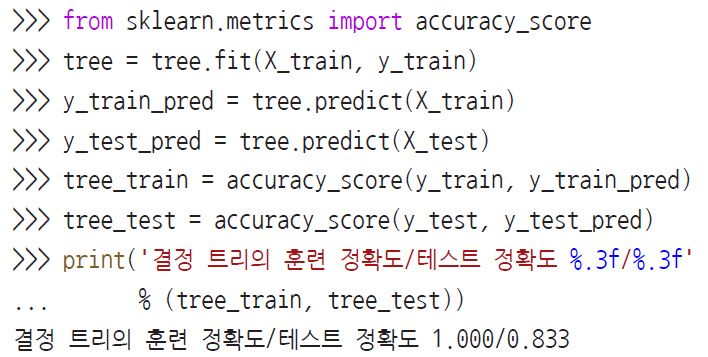 >>> from sklearn.metrics import accuracy_score
>>> tree = tree.fit(X_train, y_train)
>>> y_train_pred = tree.predict(X_train)
>>> y_test_pred = tree.predict(X_test)
>>> tree_train = accuracy_score(y_train, y_train_pred)
>>> tree_test = accuracy_score(y_test, y_test_pred)
>>> print('결정 트리의 훈련 정확도/테스트 정확도 %.3f/%.3f'
...       % (tree_train, tree_test))
결정 트리의 훈련 정확도/테스트 정확도 1.000/0.833